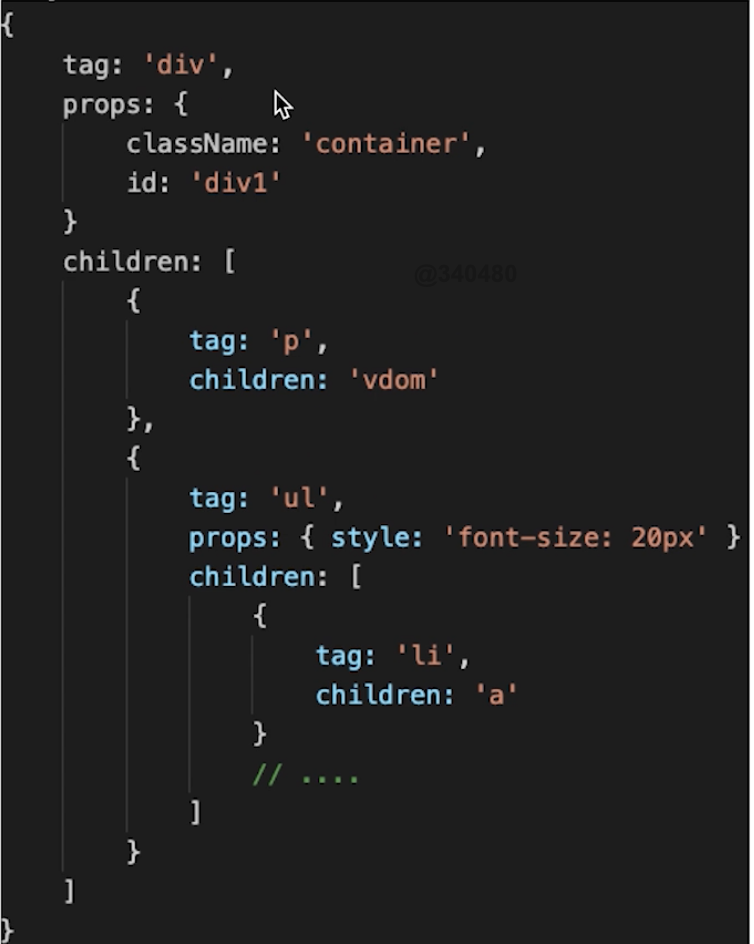 {
    tag: 'div',
    props: {
        className: 'container',
        id: 'div1'
    }
    children: [
@340480
        {
            tag: 'p',
            children: 'vdom'
        },
        {
            tag: 'ul',
            props: { style: 'font-size: 20px' }
            children: [
                {
                    tag: 'li',
                    children: 'a'
                }
                // ....
            ]
        }
    ]
}